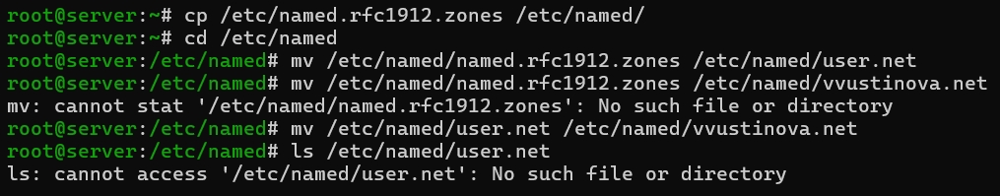 root@server:~# cp /etc/named.rfc1912.zones /etc/named/
root@server:~# cd /etc/named
root@server:/etc/named# mv /etc/named/named.rfc1912.zones /etc/named/user.net
root@server:/etc/named# mv /etc/named/named.rfc1912.zones /etc/named/vvustinova.net
mv: cannot stat '/etc/named/named.rfc1912.zones': No such file or directory
root@server:/etc/named# mv /etc/named/user.net /etc/named/vvustinova.net
root@server:/etc/named# ls /etc/named/user.net
ls: cannot access '/etc/named/user.net': No such file or directory